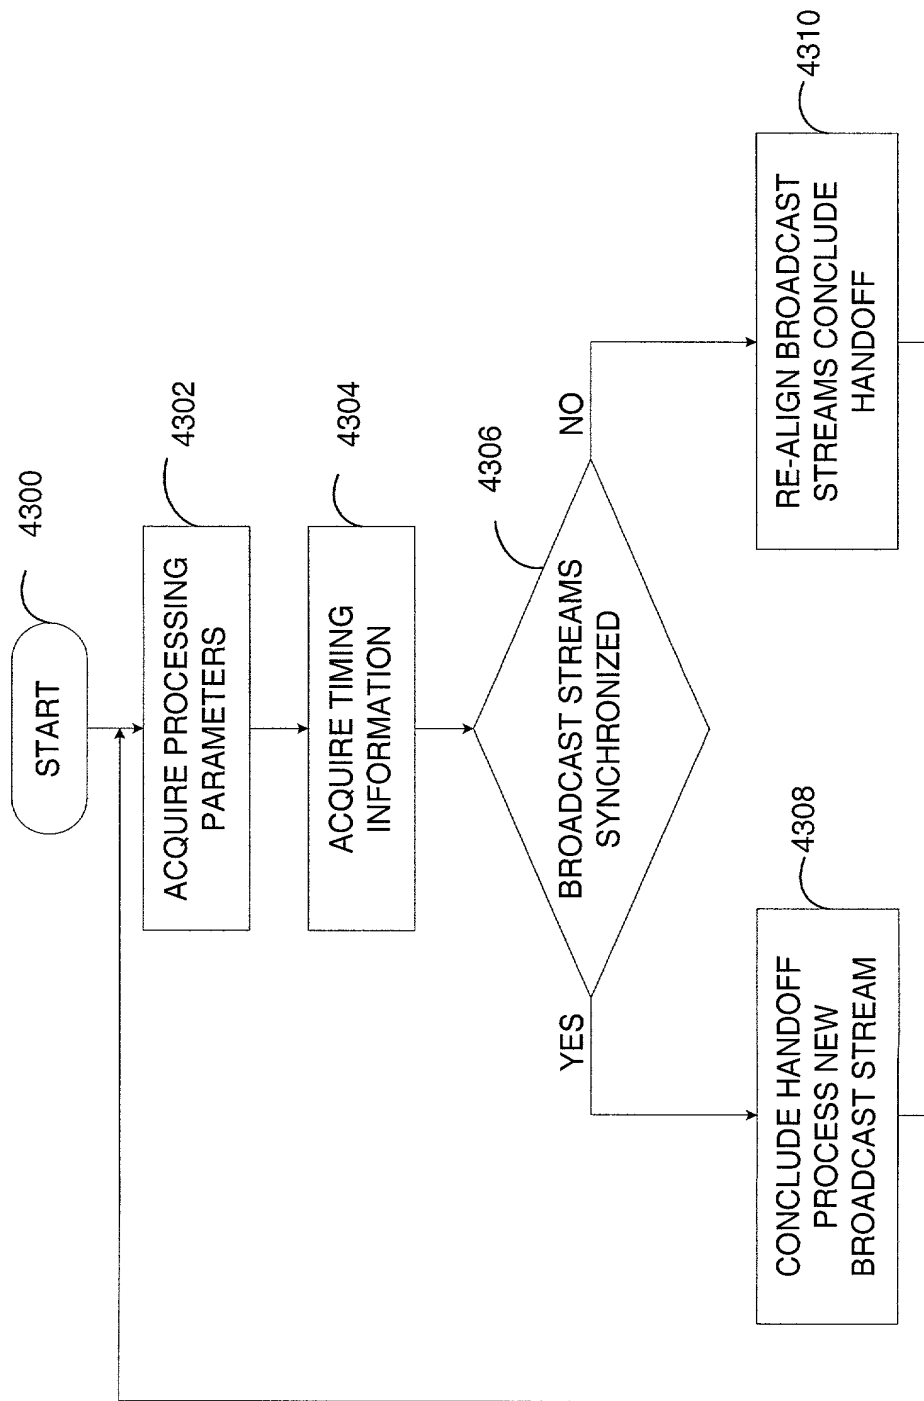 START
4300
ACQUIRE PROCESSING
PARAMETERS
4302
ACQUIRE TIMING
INFORMATION
4304
BROADCAST STREAMS
SYNCHRONIZED
4306
YES
NO
CONCLUDE HANDOFF
PROCESS NEW
BROADCAST STREAM
4308
RE-ALIGN BROADCAST
STREAMS CONCLUDE
HANDOFF
4310